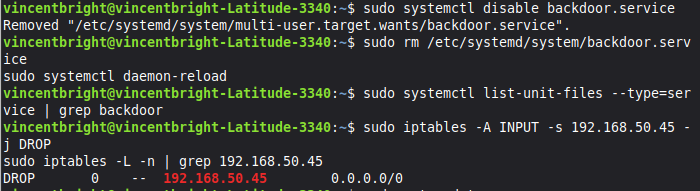 vincentbright@vincentbright-Latitude-3340:~$ sudo systemctl disable backdoor.service
Removed "/etc/systemd/system/multi-user.target.wants/backdoor.service".
vincentbright@vincentbright-Latitude-3340:~$ sudo rm /etc/systemd/system/backdoor.serv
ice
sudo systemctl daemon-reload
vincentbright@vincentbright-Latitude-3340:~$ sudo systemctl list-unit-files --type=ser
vice | grep backdoor
vincentbright@vincentbright-Latitude-3340:~$ sudo iptables -A INPUT -s 192.168.50.45 -
j DROP
sudo iptables -L -n | grep 192.168.50.45
DROP       0    --  192.168.50.45        0.0.0.0/0